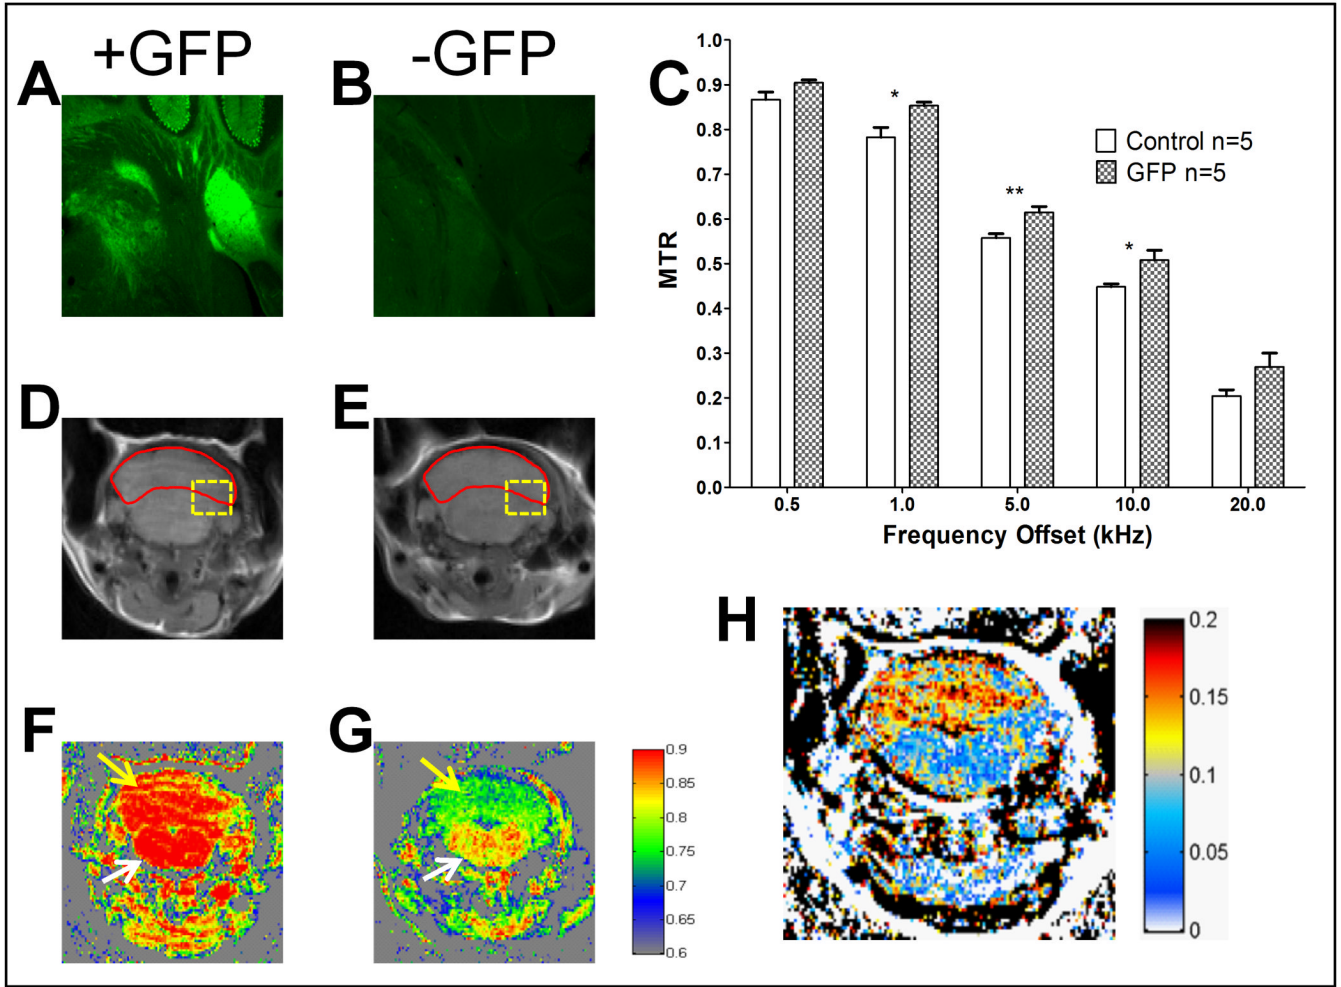 +GFP
-GFP
A
B
C
1.0
0.9
0.8
0.7
0.6
0.5
0.4
0.3
0.2
0.1
0.0
MTR
*
**
*
Control n=5
GFP n=5
0.5 1.0 5.0 10.0 20.0
Frequency Offset (kHz)
D
E
F
G
0.9
0.85
0.8
0.75
0.7
0.65
0.6
H
0.2
0.15
0.1
0.05
0